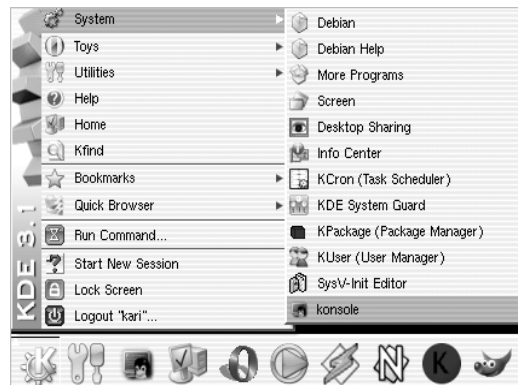 System
Toys
Utilities
Help
Home
Kfind
Bookmarks
Quick Browser
Run Command...
Start New Session
Lock Screen
Logout "kari"...
KDE 3.1
Debian
Debian Help
More Programs
Screen
Desktop Sharing
Info Center
KCron (Task Scheduler)
KDE System Guard
KPackage (Package Manager)
KUser (User Manager)
SysV-Init Editor
konsole